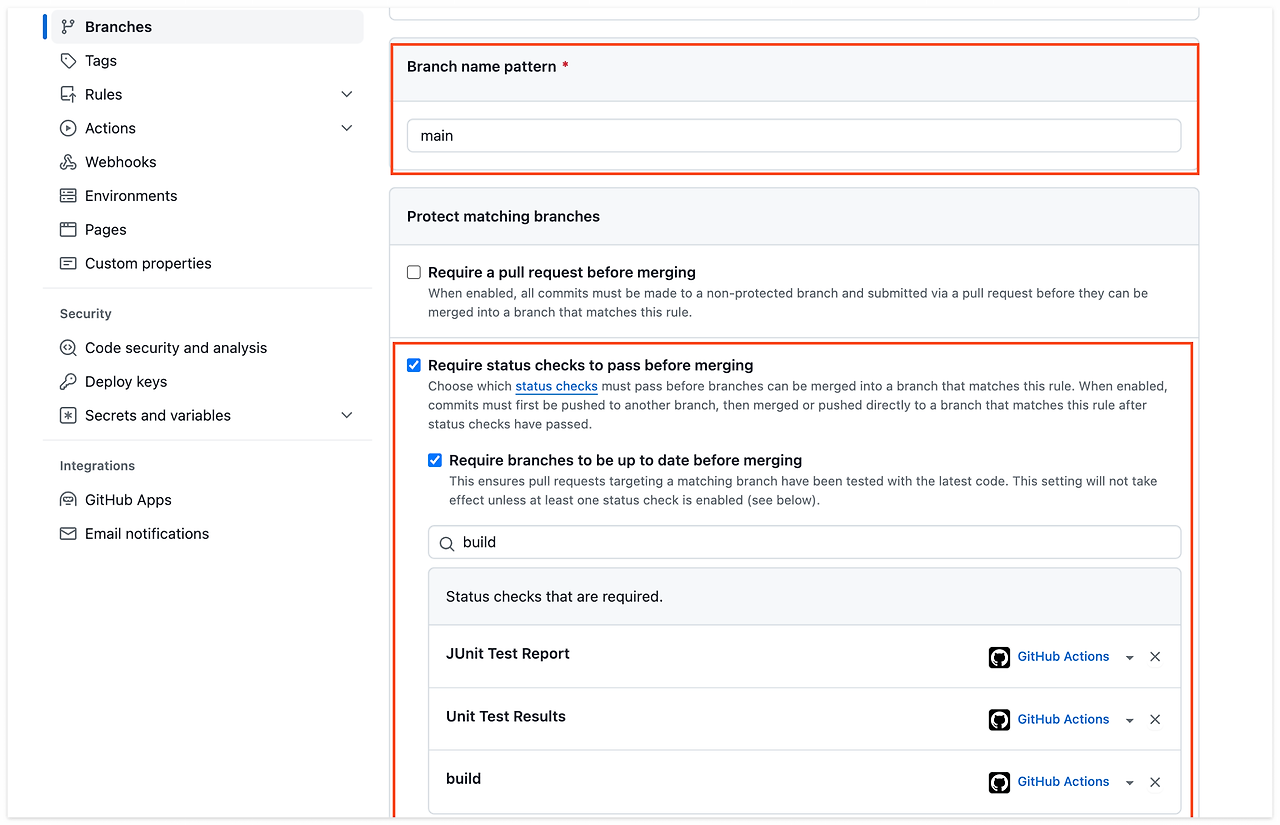 Branches
Tags
Rules
Actions
Webhooks
Environments
Pages
Custom properties
Security
Code security and analysis
Deploy keys
Secrets and variables
Integrations
GitHub Apps
Email notifications
Branch name pattern *
main
Protect matching branches
Require a pull request before merging
When enabled, all commits must be made to a non-protected branch and submitted via a pull request before they can be
merged into a branch that matches this rule.
Require status checks to pass before merging
Choose which status checks must pass before branches can be merged into a branch that matches this rule. When enabled,
commits must first be pushed to another branch, then merged or pushed directly to a branch that matches this rule after
status checks have passed.
Require branches to be up to date before merging
This ensures pull requests targeting a matching branch have been tested with the latest code. This setting will not take
effect unless at least one status check is enabled (see below).
build
Status checks that are required.
JUnit Test Report
GitHub Actions
Unit Test Results
GitHub Actions
build
GitHub Actions